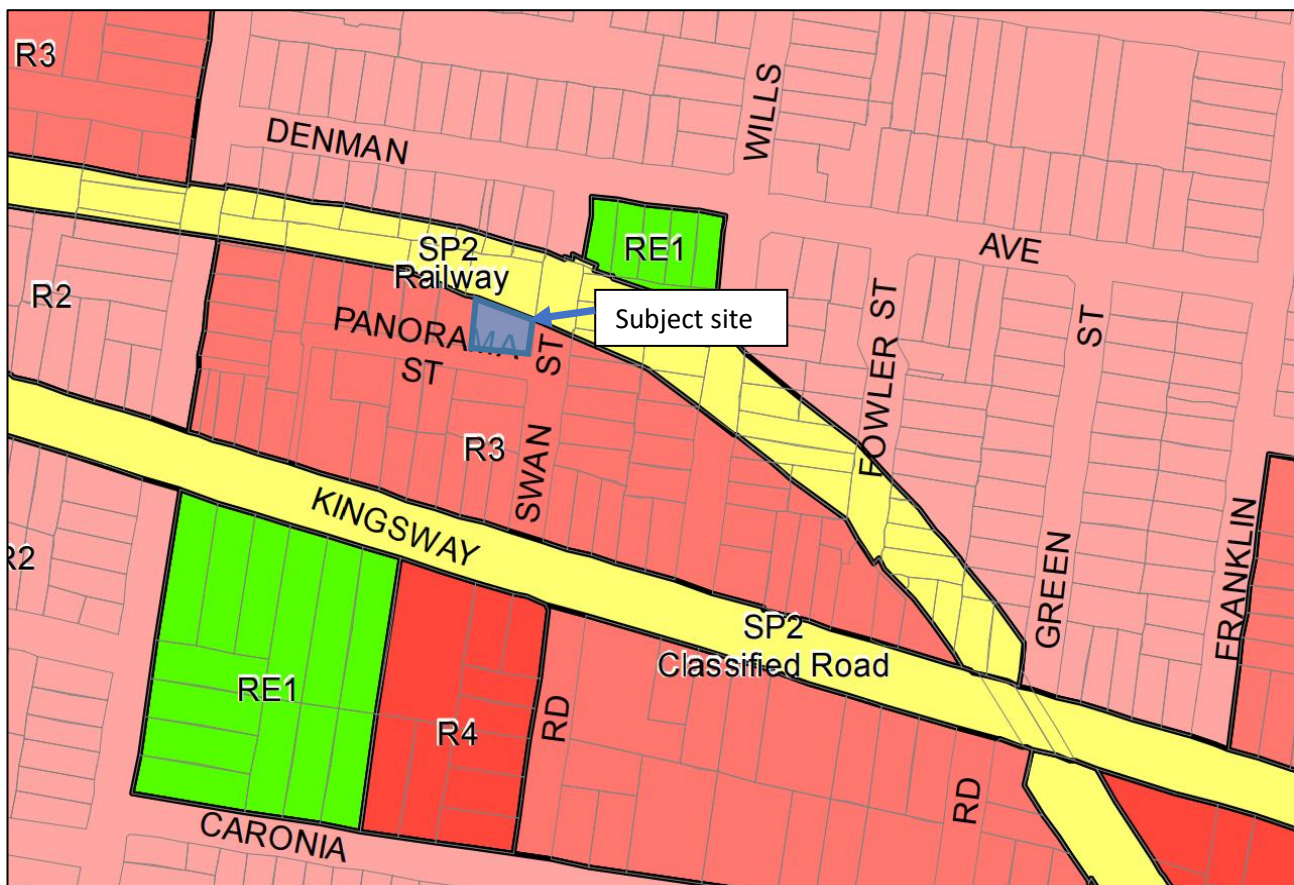 R3
DENMAN
WILLS
RE1
AVE
SP2
Railway
R2
Subject site
PANORAMA
ST
ST
FOWLER ST
ST
R3
SWAN
KINGSWAY
R2
GREEN
FRANKLIN
SP2
Classified Road
RE1
R4
RD
RD
CARONIA